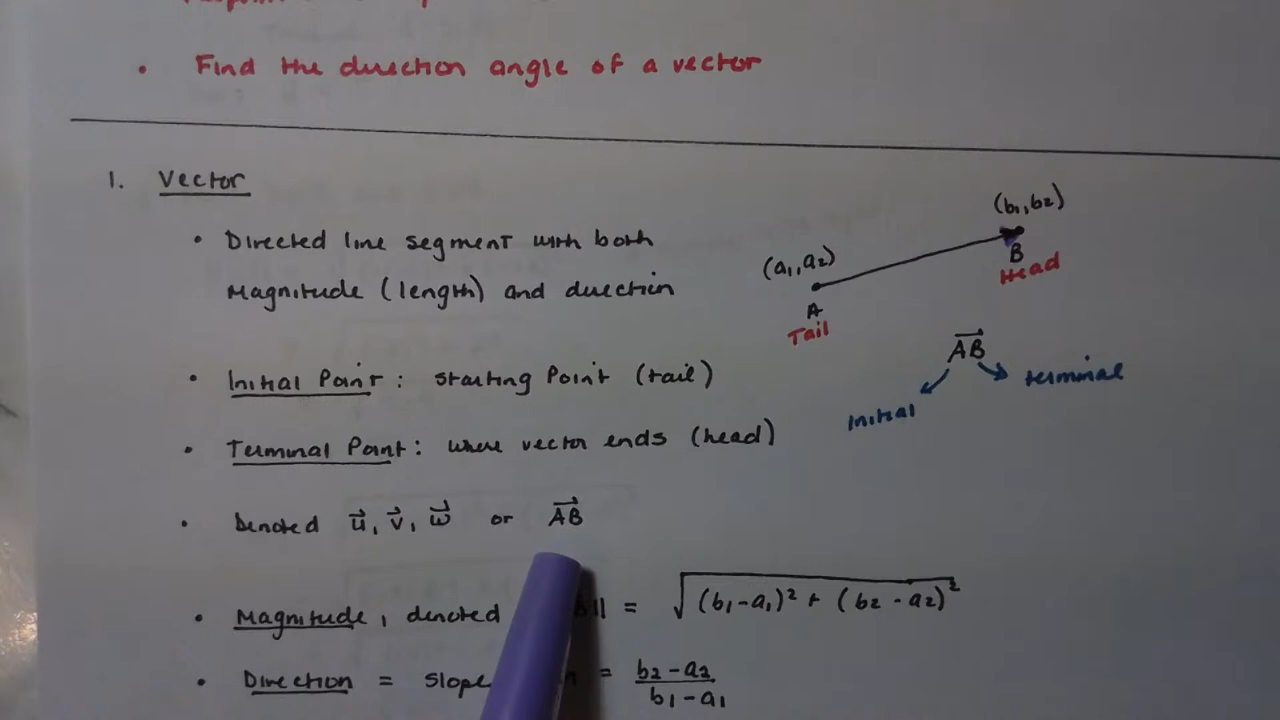 • Find the direction angle of a vector
1. Vector
• Directed line segment with both
Magnitude (length) and direction
(a₁,a₂)
(b₁,b₂)
A
Tail
B
Head
• Initial Point : starting Point (tail)
AB→
Initial
terminal
• Terminal Point : where vector ends (head)
• Denoted u→, v→, w→ or AB→
• Magnitude, denoted || = √(b₁-a₁)² + (b₂-a₂)²
• Direction = slope = b₂-a₂ / b₁-a₁